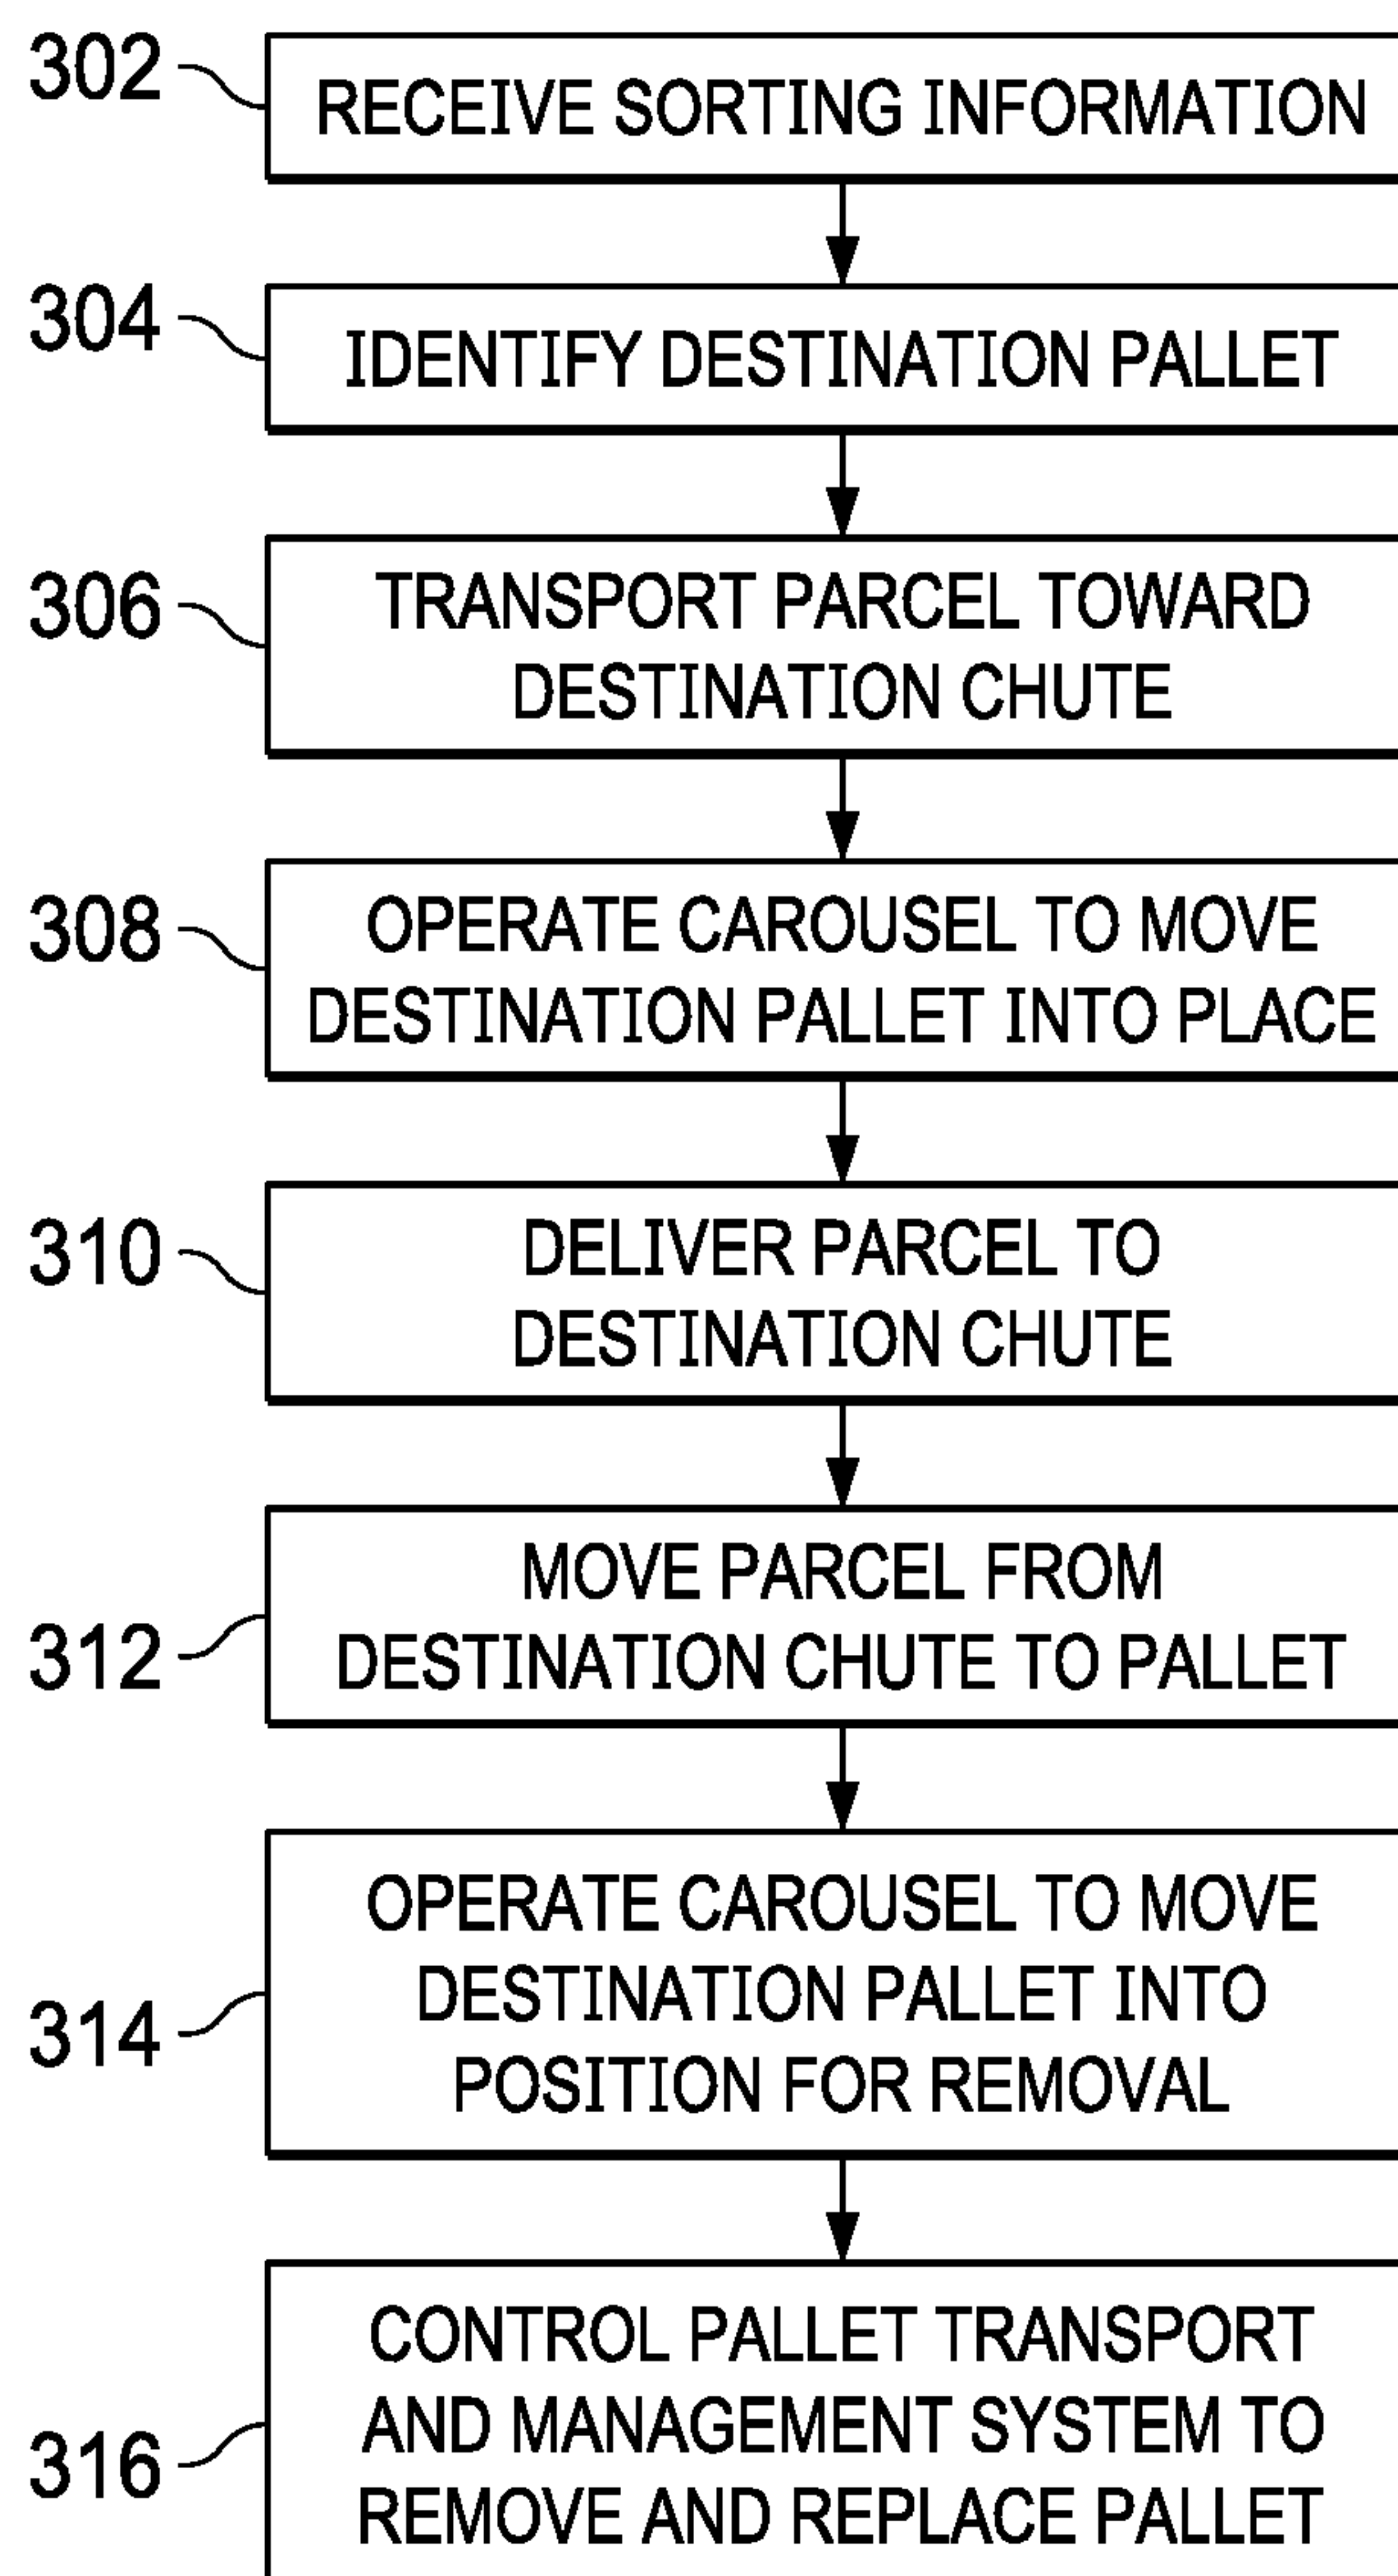 302
RECEIVE SORTING INFORMATION
304
IDENTIFY DESTINATION PALLET
306
TRANSPORT PARCEL TOWARD
DESTINATION CHUTE
308
OPERATE CAROUSEL TO MOVE
DESTINATION PALLET INTO PLACE
310
DELIVER PARCEL TO
DESTINATION CHUTE
312
MOVE PARCEL FROM
DESTINATION CHUTE TO PALLET
314
OPERATE CAROUSEL TO MOVE
DESTINATION PALLET INTO
POSITION FOR REMOVAL
316
CONTROL PALLET TRANSPORT
AND MANAGEMENT SYSTEM TO
REMOVE AND REPLACE PALLET